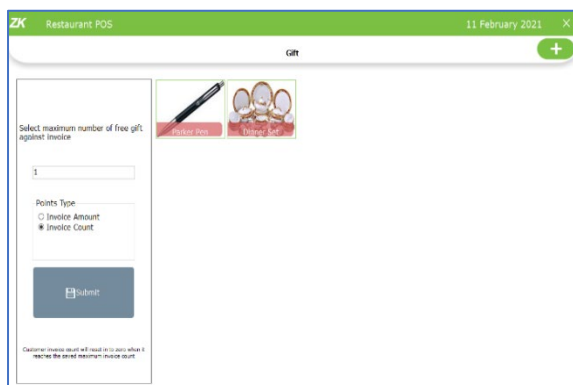 ZK Restaurant POS 11 February 2021 X
Gift
+
Select maximum number of free gift
against invoice
1
Points Type
Invoice Amount
Invoice Count
Submit
Customer invoice count will reset in to zero when it
reaches the saved maximum invoice count
Parker Pen
Dinner Set